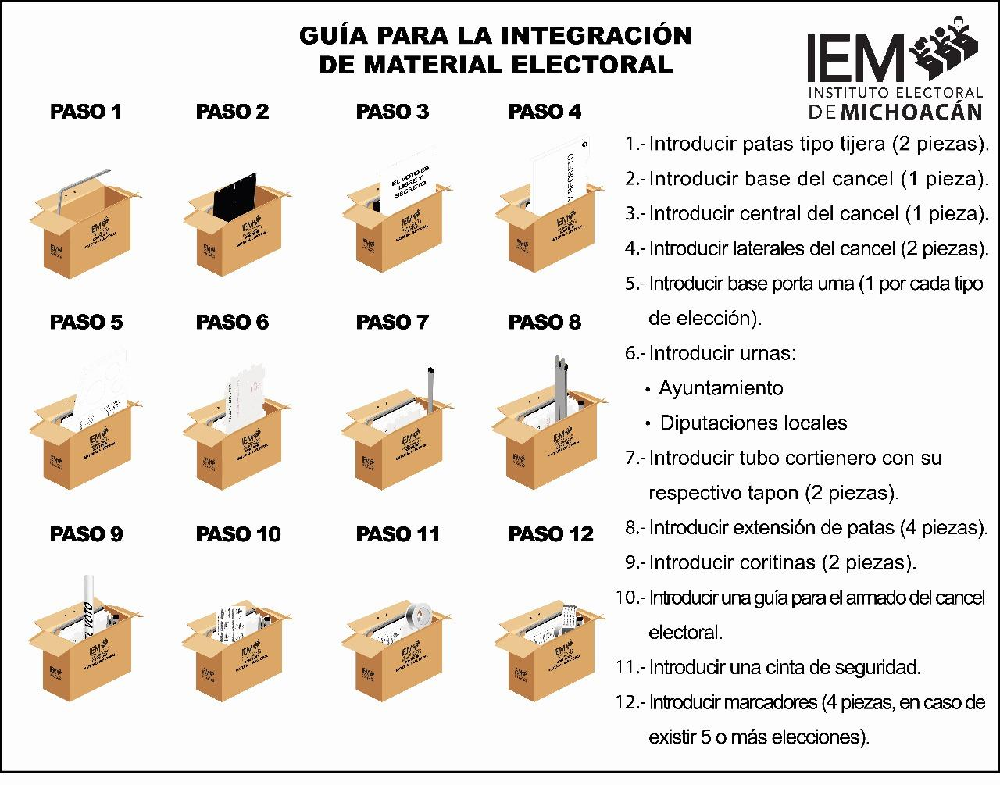 GUÍA PARA LA INTEGRACIÓN
DE MATERIAL ELECTORAL
IEM
INSTITUTO ELECTORAL
DE MICHOACÁN
PASO 1
PASO 2
PASO 3
PASO 4
EL VOTO ES
LIBRE Y
SECRETO
Y SECRETO
IEM
MATERIAL ELECTORAL
PASO 5
PASO 6
PASO 7
PASO 8
PASO 9
PASO 10
PASO 11
PASO 12
1.- Introducir patas tipo tijera (2 piezas).
2.- Introducir base del cancel (1 pieza).
3.- Introducir central del cancel (1 pieza).
4.- Introducir laterales del cancel (2 piezas).
5.- Introducir base porta urna (1 por cada tipo
de elección).
6.- Introducir urnas:
• Ayuntamiento
• Diputaciones locales
7.- Introducir tubo cortienero con su
respectivo tapon (2 piezas).
8.- Introducir extensión de patas (4 piezas).
9.- Introducir coritinas (2 piezas).
10.- Introducir una guía para el armado del cancel
electoral.
11.- Introducir una cinta de seguridad.
12.- Introducir marcadores (4 piezas, en caso de
existir 5 o más elecciones).